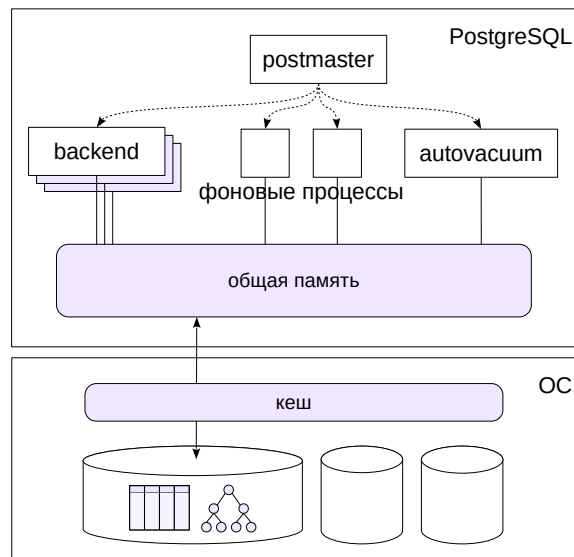 PostgreSQL
postmaster
backend
autovacuum
фоновые процессы
общая память
ОС
кеш